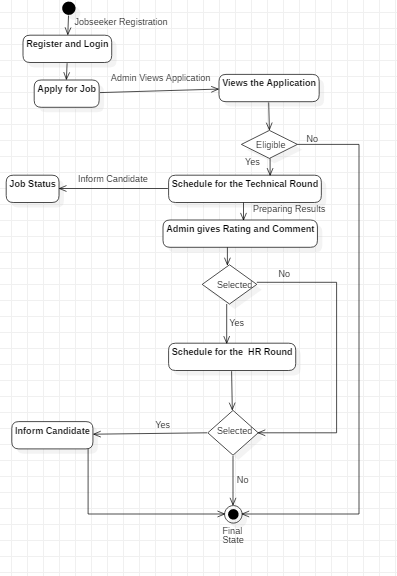 Jobseeker Registration
Register and Login
Apply for Job
Admin Views Application
Views the Application
Eligible
No
Yes
Job Status
Inform Candidate
Schedule for the Technical Round
Preparing Results
Admin gives Rating and Comment
Selected
No
Yes
Schedule for the HR Round
Selected
Yes
Inform Candidate
No
Final
State